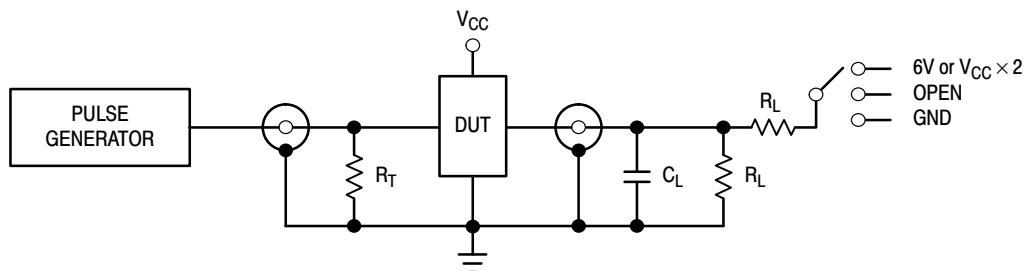 V_CC
PULSE
GENERATOR
R_T
DUT
C_L
R_L
R_L
6V or V_CC × 2
OPEN
GND